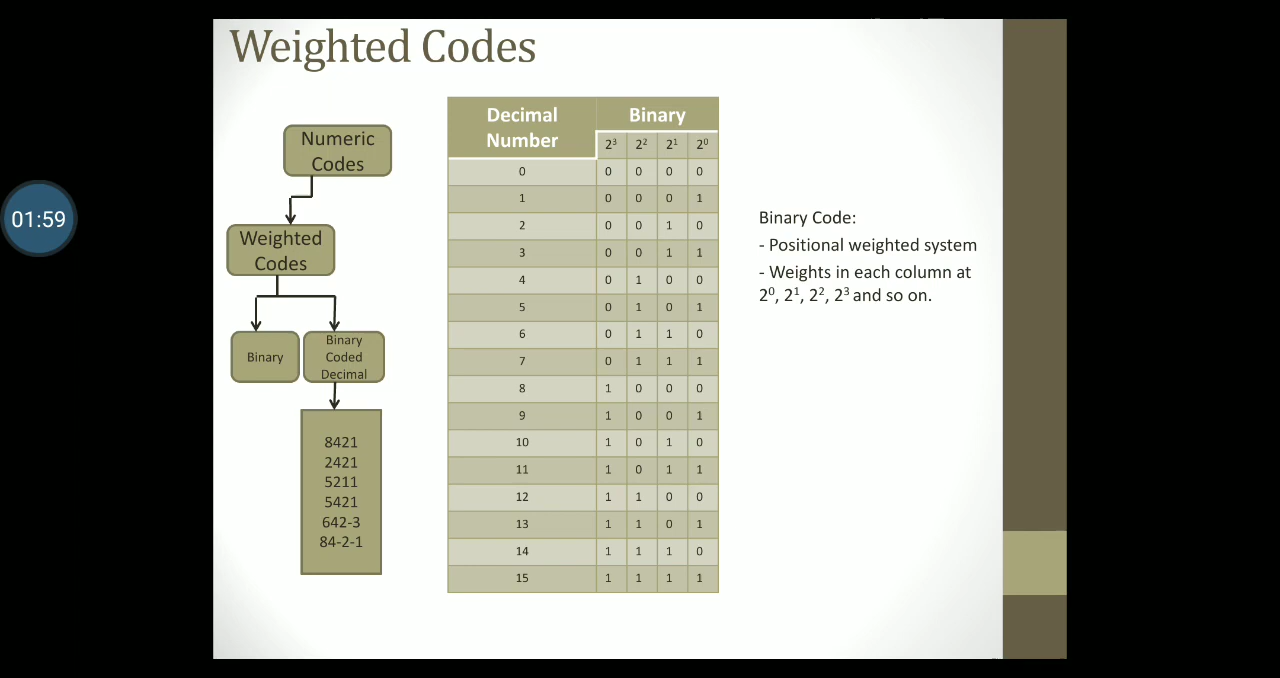 Weighted Codes
01:59
Numeric
Codes
Weighted
Codes
Binary
Binary
Coded
Decimal
8421
2421
5211
5421
642-3
84-2-1
Decimal Number Binary
2³ 2² 2¹ 2⁰
0 0 0 0 0
1 0 0 0 1
2 0 0 1 0
3 0 0 1 1
4 0 1 0 0
5 0 1 0 1
6 0 1 1 0
7 0 1 1 1
8 1 0 0 0
9 1 0 0 1
10 1 0 1 0
11 1 0 1 1
12 1 1 0 0
13 1 1 0 1
14 1 1 1 0
15 1 1 1 1
Binary Code:
- Positional weighted system
- Weights in each column at
2⁰, 2¹, 2², 2³ and so on.